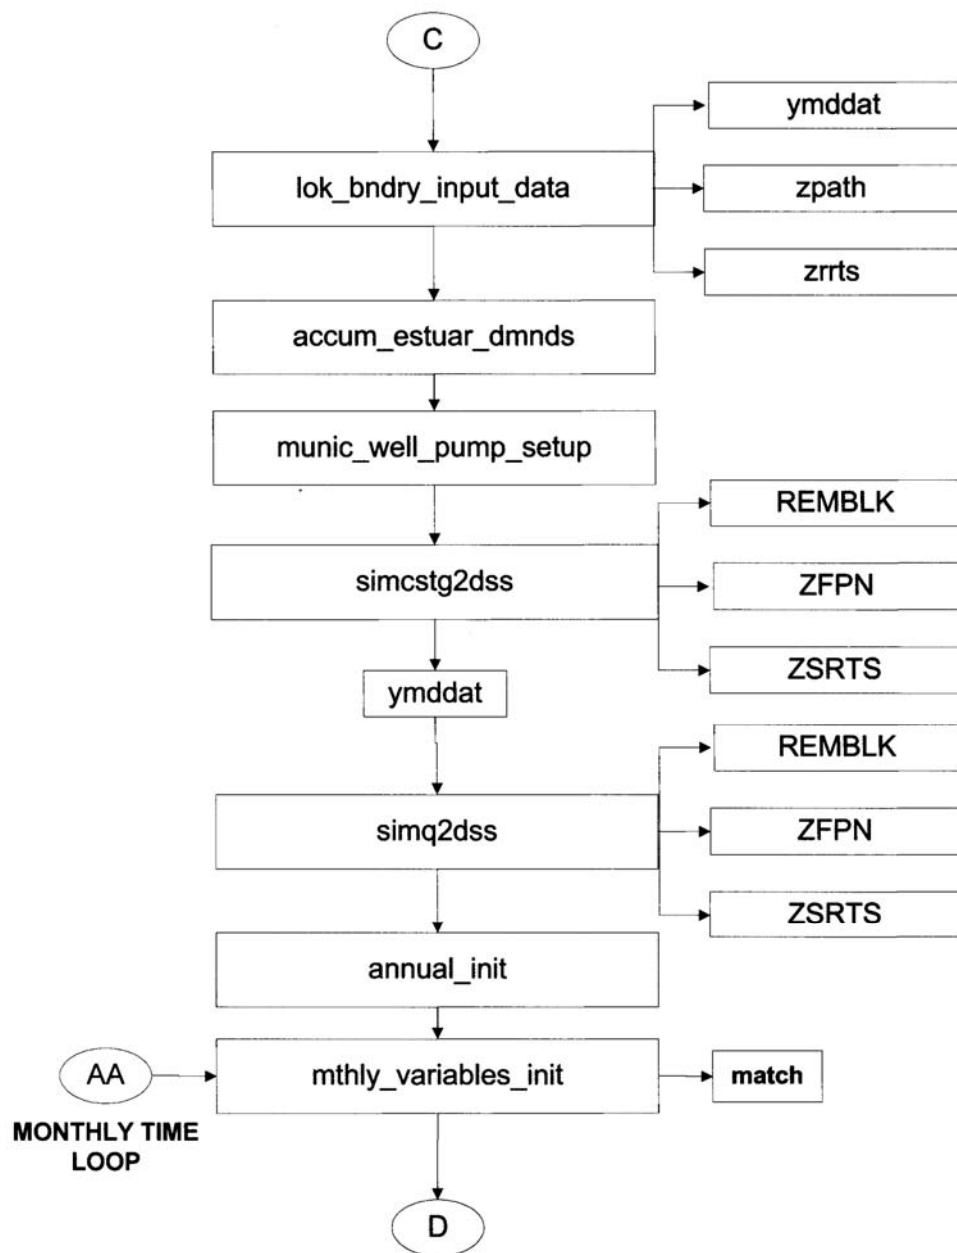 C
ymddat
lok_bndry_input_data
zpath
zrrts
accum_estuar_dmnds
munic_well_pump_setup
REMBLK
simcstg2dss
ZFPN
ZSRTS
ymddat
REMBLK
simq2dss
ZFPN
ZSRTS
annual_init
AA
mthly_variables_init
match
MONTHLY TIME
LOOP
D